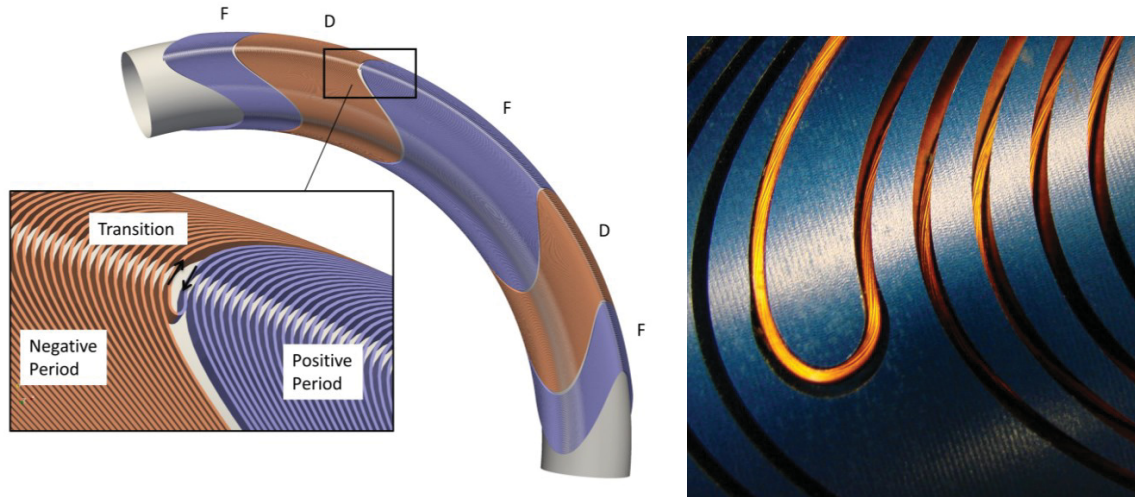 F
D
F
D
F
Transition
Negative
Period
Positive
Period